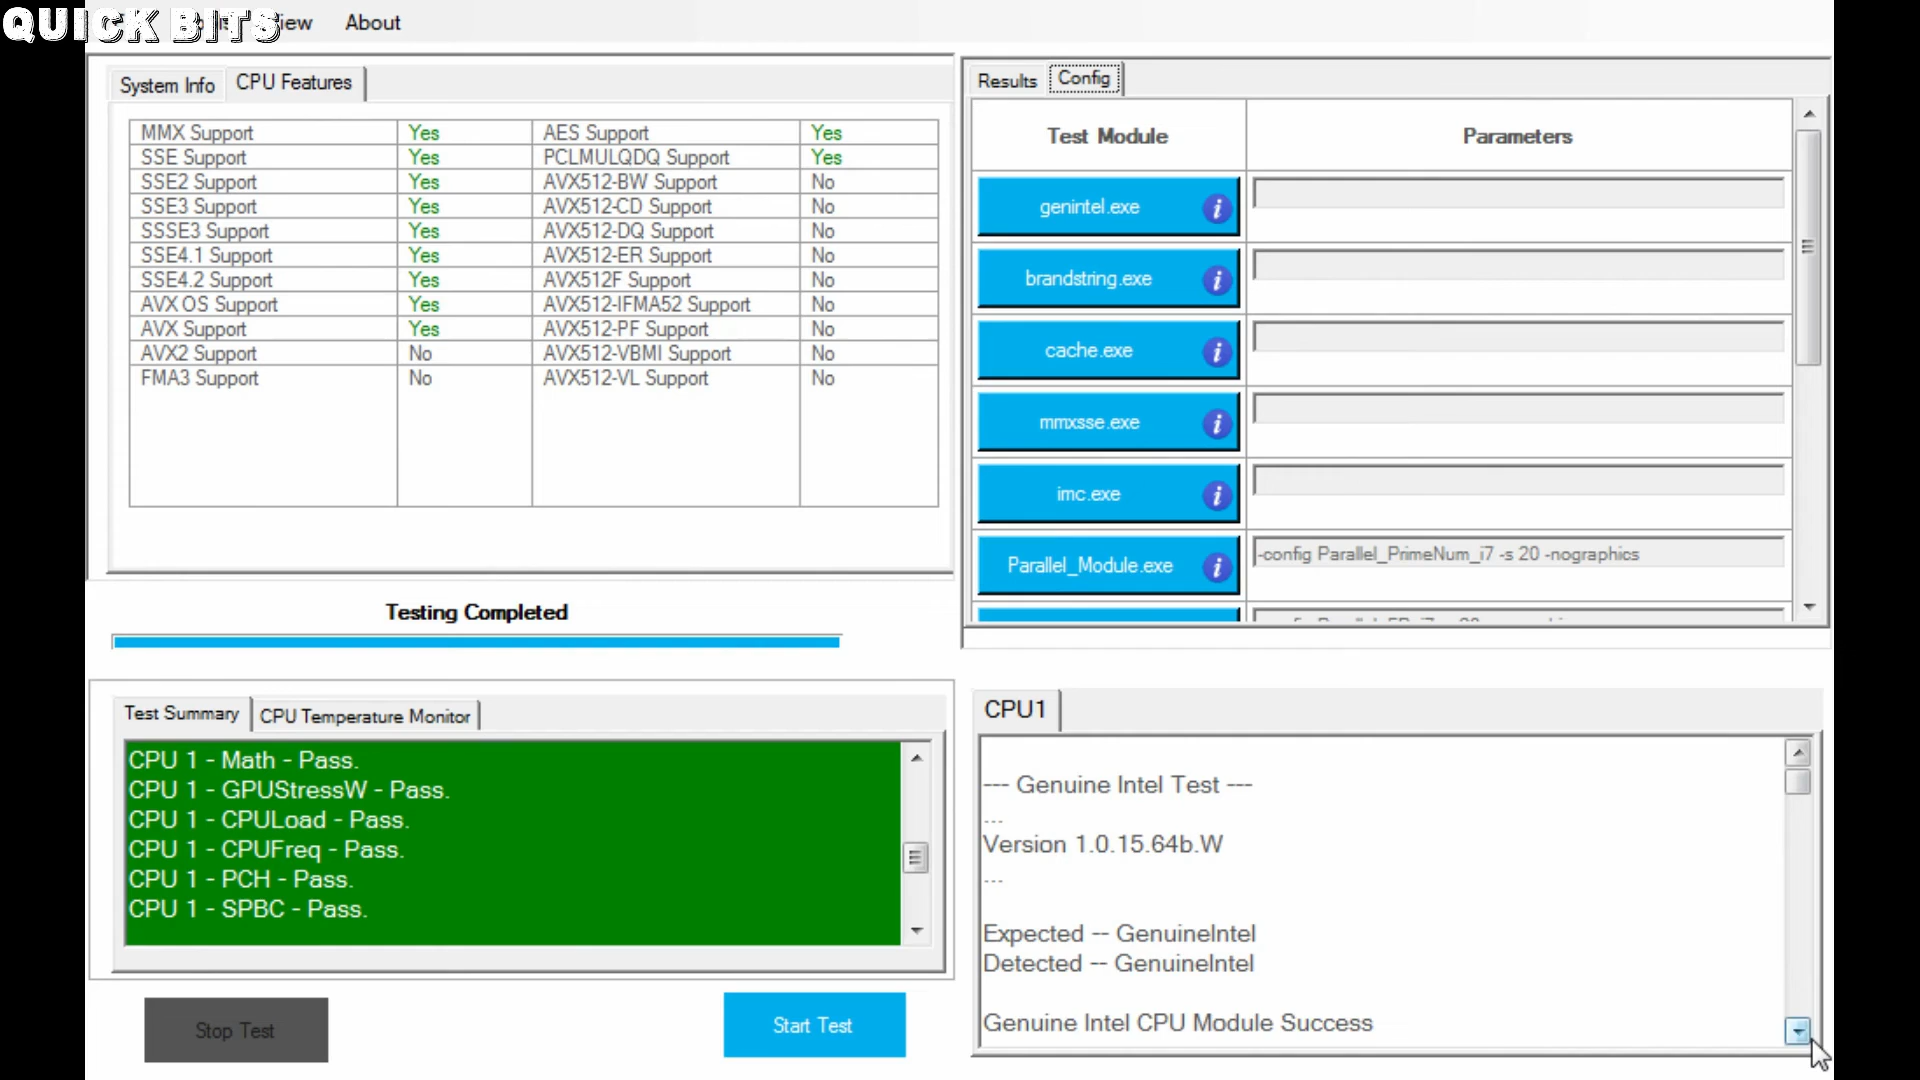 QUICK BITS
About
System Info
CPU Features
MMX Support Yes AES Support Yes
SSE Support Yes PCLMULQDQ Support Yes
SSE2 Support Yes AVX512-BW Support No
SSE3 Support Yes AVX512-CD Support No
SSSE3 Support Yes AVX512-DQ Support No
SSE4.1 Support Yes AVX512-ER Support No
SSE4.2 Support Yes AVX512F Support No
AVX OS Support Yes AVX512-IFMA52 Support No
AVX Support Yes AVX512-PF Support No
AVX2 Support No AVX512-VBMI Support No
FMA3 Support No AVX512-VL Support No
Testing Completed
Results
Config
Test Module Parameters
genintel.exe
brandstring.exe
cache.exe
mmxsse.exe
imc.exe
Parallel_Module.exe -config Parallel_PrimeNum_i7 -s 20 -nographics
Test Summary
CPU Temperature Monitor
CPU 1 - Math - Pass.
CPU 1 - GPUStressW - Pass.
CPU 1 - CPULoad - Pass.
CPU 1 - CPUFreq - Pass.
CPU 1 - PCH - Pass.
CPU 1 - SPBC - Pass.
Stop Test
Start Test
CPU1
--- Genuine Intel Test ---
...
Version 1.0.15.64b.W
---
Expected -- GenuineIntel
Detected -- GenuineIntel
Genuine Intel CPU Module Success